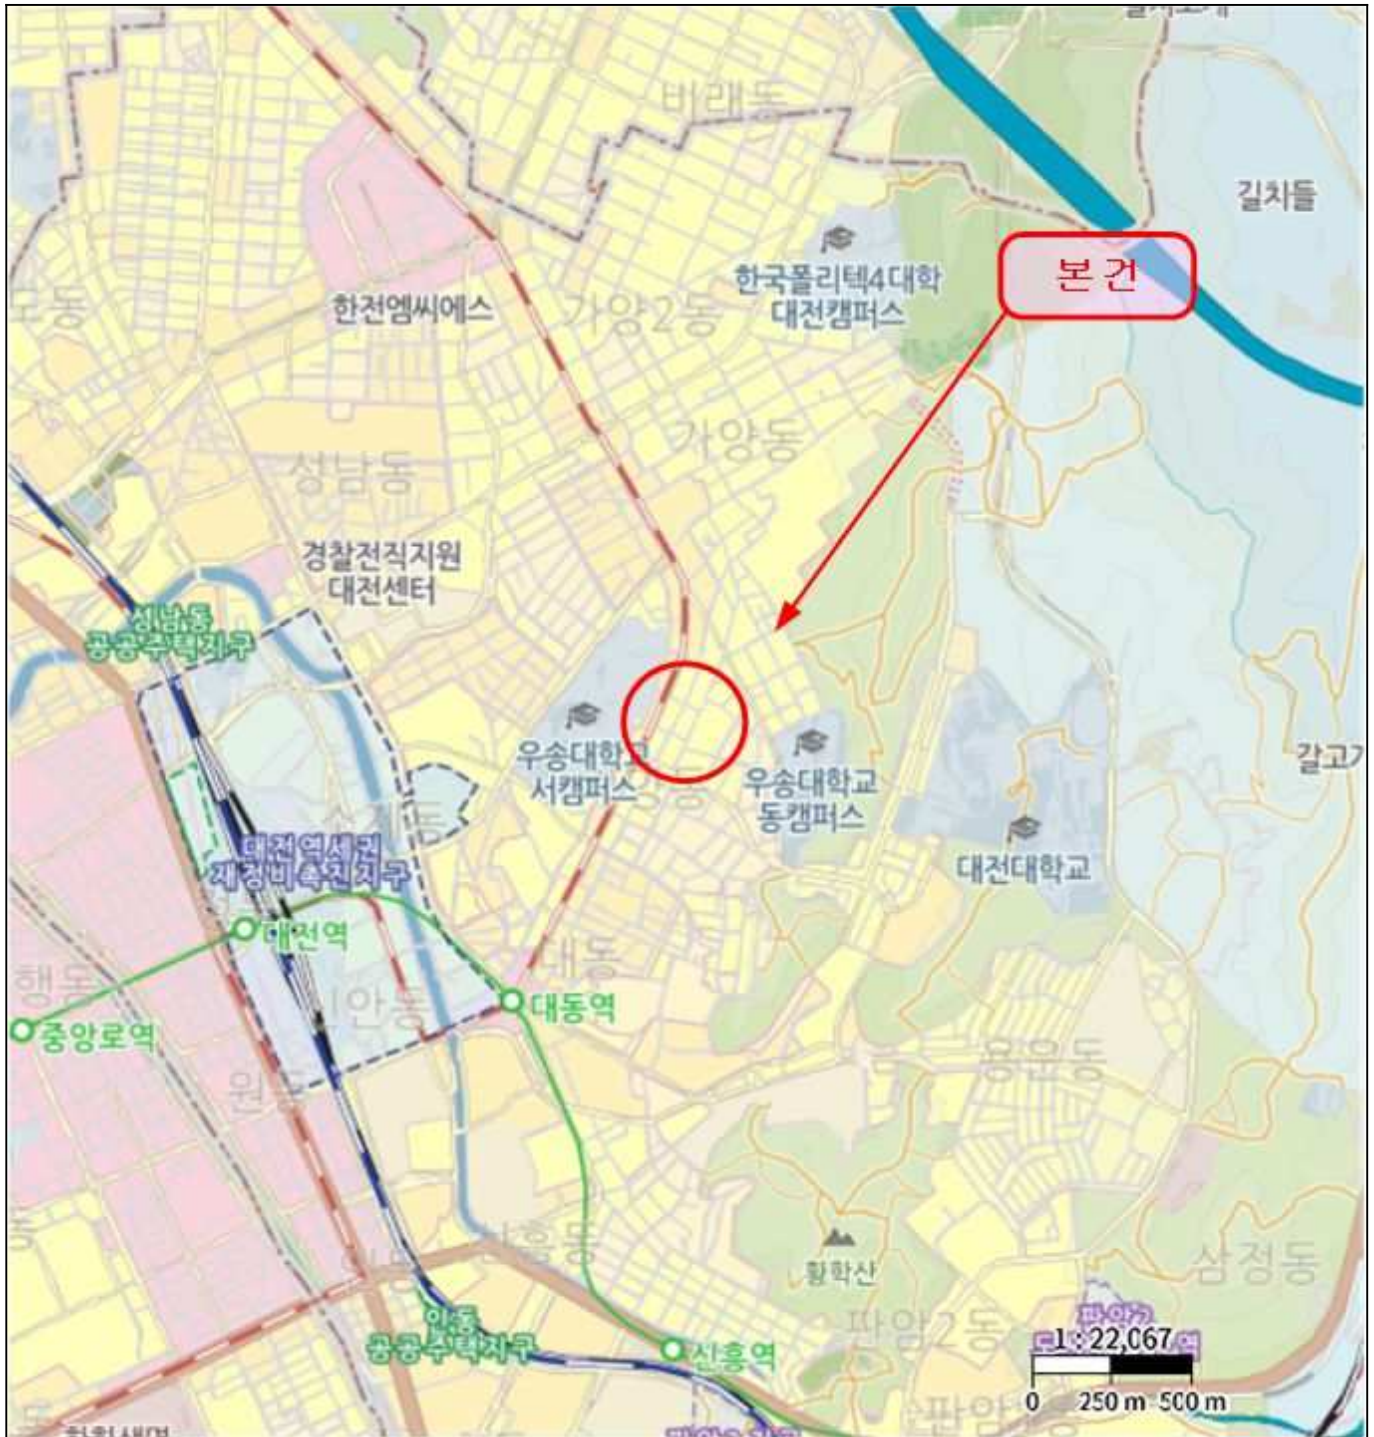 비래동
길치들
한국폴리텍4대학
대전캠퍼스
본 건
한전엠씨에스
가양2동
가양동
성남동
경찰전직지원
대전센터
성남동
공공주택지구
우송대학교
서캠퍼스
우송대학교
동캠퍼스
대전대학교
대전역세권
재정비촉진지구
대전역
대동
대동역
중앙로역
용운동
원동
황학산
삼정동
인동
공공주택지구
신흥역
판암2동
1 : 22,067
0 250 m 500 m